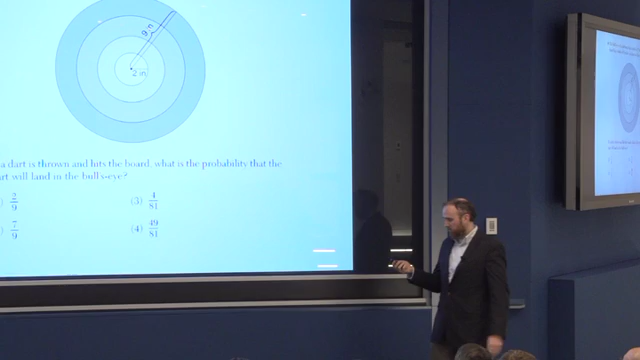 9 in
2 in
a dart is thrown and hits the board, what is the probability that the
art will land in the bull's-eye?
) 2/9 (3) 4/81
) 7/9 (4) 49/81